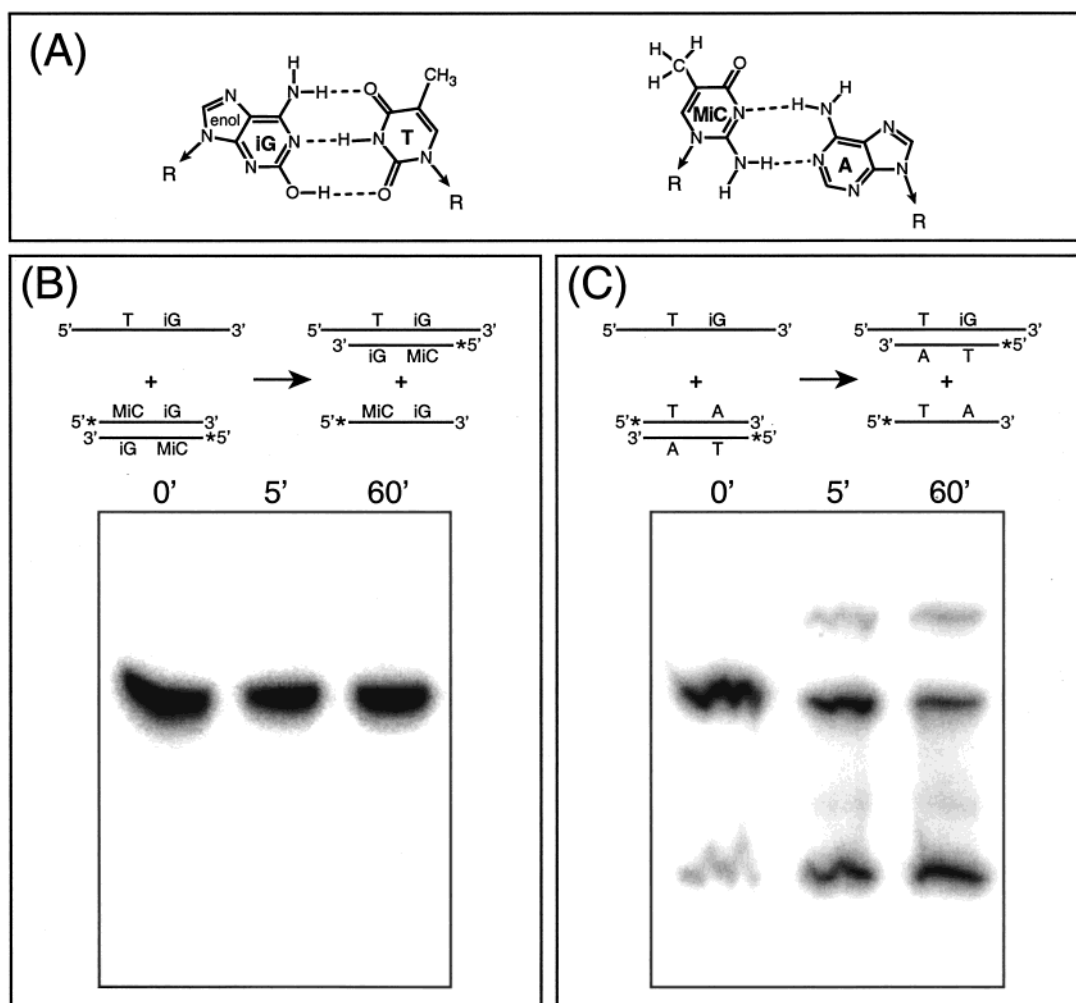 (A)
H
N H O CH3
N enol iG N H N T
N N N
R O H O R
H
H C H O H
MiC N H N
N N H N A N
R H N N
R
(B)
5' T iG 3'
+
5'* MiC iG 3'
3' iG MiC *5'
5' T iG 3'
3' iG MiC *5'
+
5'* MiC iG 3'
0' 5' 60'
(C)
5' T iG 3'
+
5'* T A 3'
3' A T *5'
5' T iG 3'
3' A T *5'
+
5'* T A 3'
0' 5' 60'